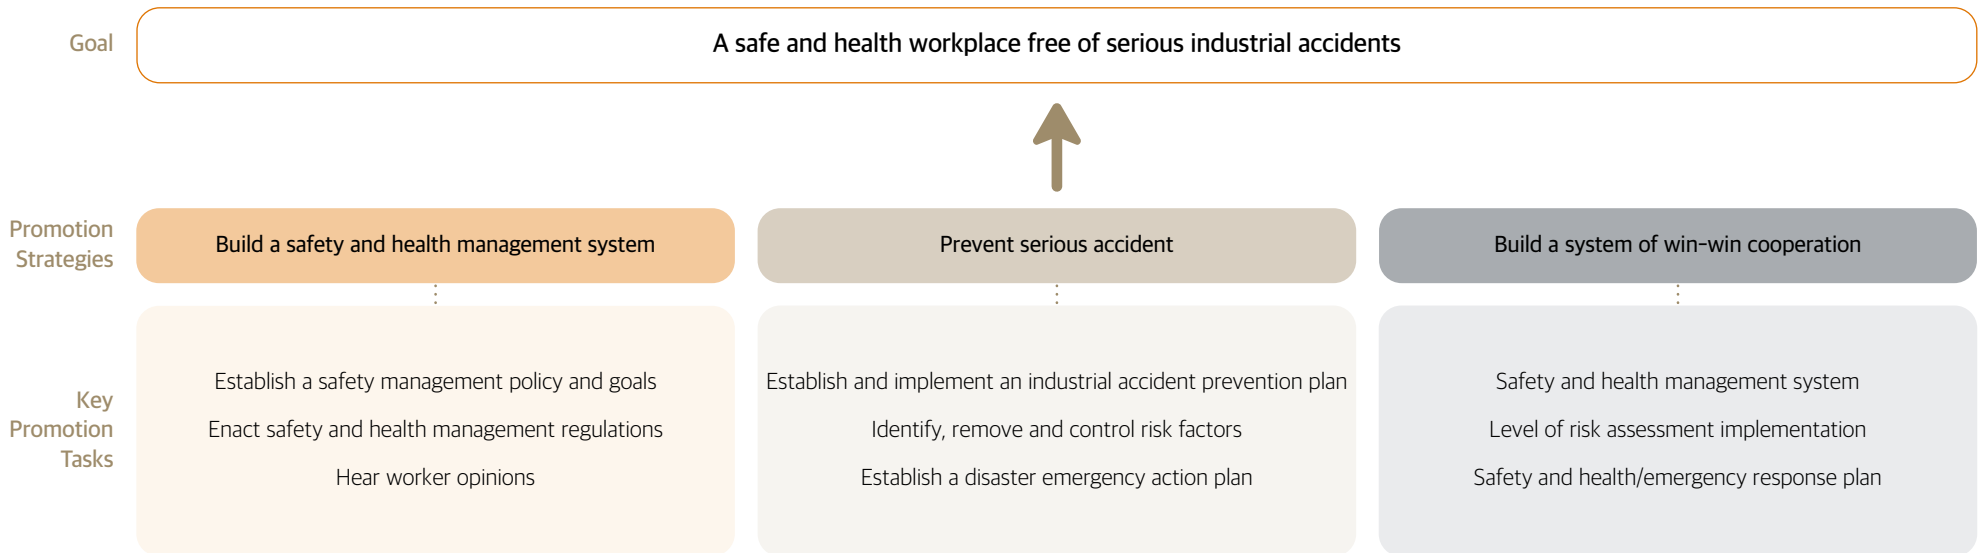 Goal
A safe and health workplace free of serious industrial accidents
Promotion
Strategies
Build a safety and health management system
Prevent serious accident
Build a system of win-win cooperation
Key
Promotion
Tasks
Establish a safety management policy and goals
Enact safety and health management regulations
Hear worker opinions
Establish and implement an industrial accident prevention plan
Identify, remove and control risk factors
Establish a disaster emergency action plan
Safety and health management system
Level of risk assessment implementation
Safety and health/emergency response plan